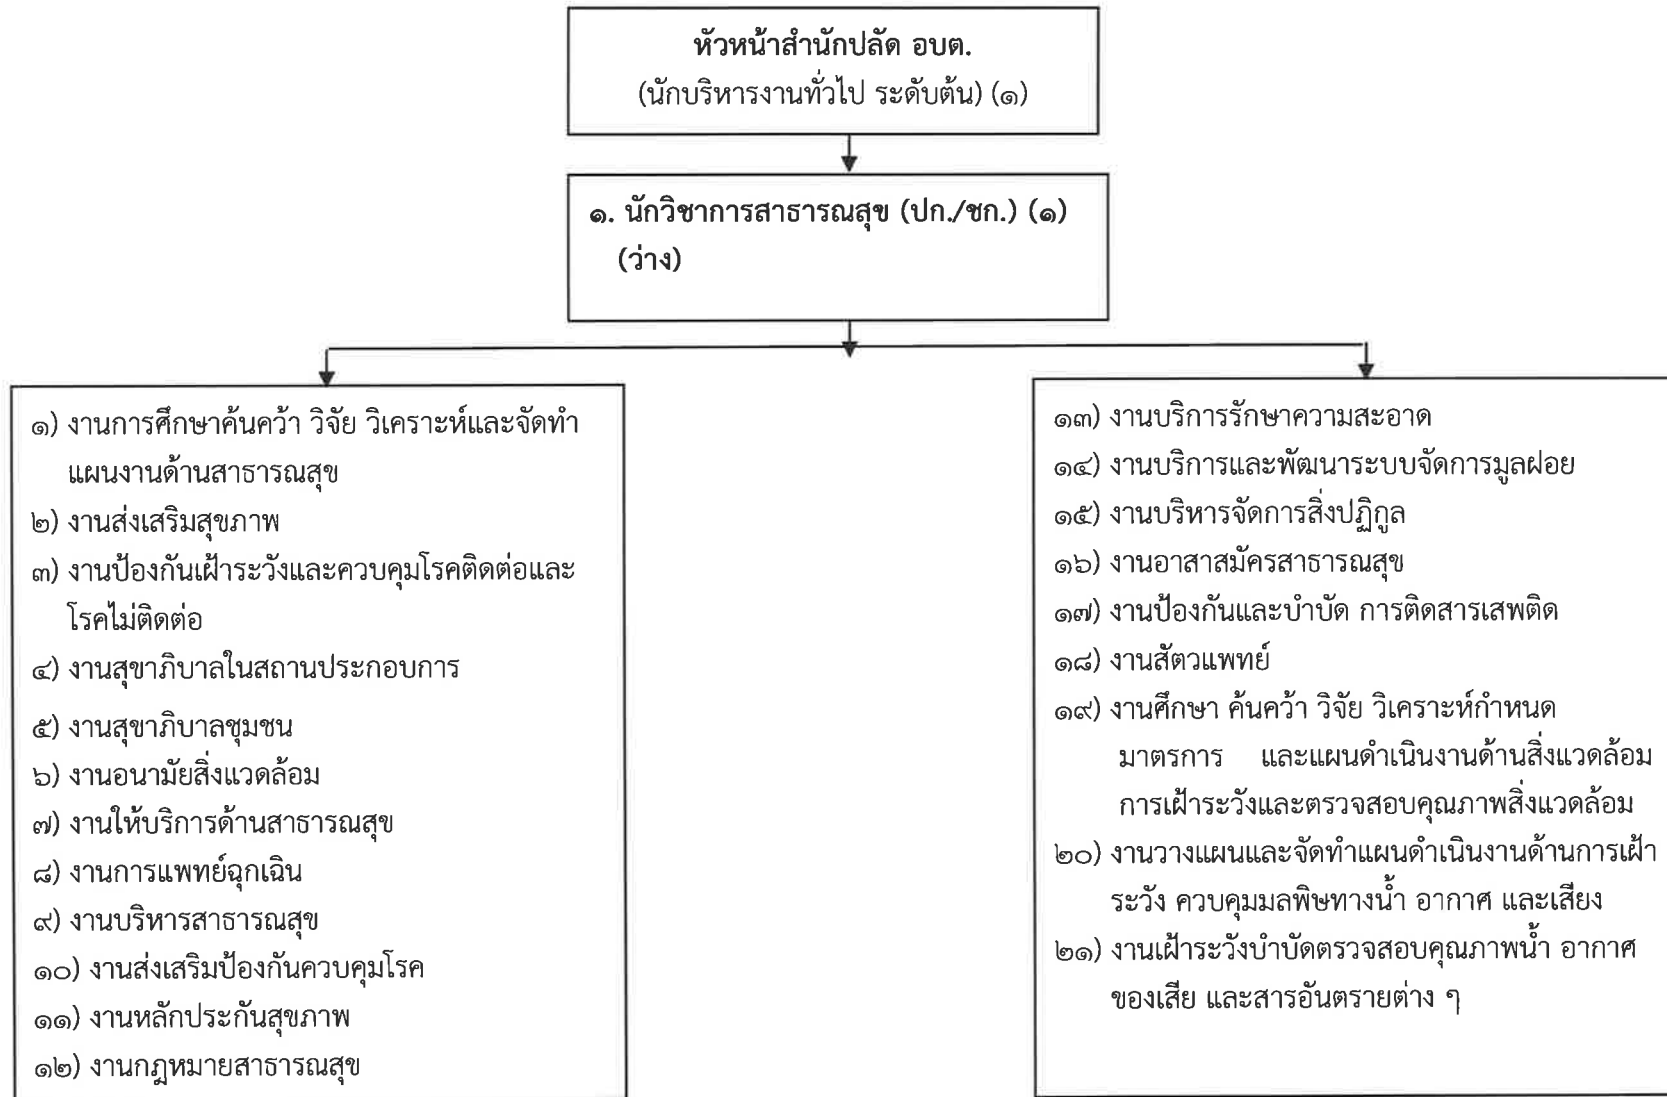 หัวหน้าสำนักปลัด อบต.
(นักบริหารงานทั่วไป ระดับต้น) (๑)
๑. นักวิชาการสาธารณสุข (ปก./ชก.) (๑)
(ว่าง)
๑) งานการศึกษาค้นคว้า วิจัย วิเคราะห์และจัดทำ
แผนงานด้านสาธารณสุข
๒) งานส่งเสริมสุขภาพ
๓) งานป้องกันเฝ้าระวังและควบคุมโรคติดต่อและ
โรคไม่ติดต่อ
๔) งานสุขาภิบาลในสถานประกอบการ
๕) งานสุขาภิบาลชุมชน
๖) งานอนามัยสิ่งแวดล้อม
๗) งานให้บริการด้านสาธารณสุข
๘) งานการแพทย์ฉุกเฉิน
๙) งานบริหารสาธารณสุข
๑๐) งานส่งเสริมป้องกันควบคุมโรค
๑๑) งานหลักประกันสุขภาพ
๑๒) งานกฎหมายสาธารณสุข
๑๓) งานบริการรักษาความสะอาด
๑๔) งานบริการและพัฒนาระบบจัดการมูลฝอย
๑๕) งานบริหารจัดการสิ่งปฏิกูล
๑๖) งานอาสาสมัครสาธารณสุข
๑๗) งานป้องกันและบำบัด การติดสารเสพติด
๑๘) งานสัตวแพทย์
๑๙) งานศึกษา ค้นคว้า วิจัย วิเคราะห์กำหนด
มาตรการ และแผนดำเนินงานด้านสิ่งแวดล้อม
การเฝ้าระวังและตรวจสอบคุณภาพสิ่งแวดล้อม
๒๐) งานวางแผนและจัดทำแผนดำเนินงานด้านการเฝ้า
ระวัง ควบคุมมลพิษทางน้ำ อากาศ และเสียง
๒๑) งานเฝ้าระวังบำบัดตรวจสอบคุณภาพน้ำ อากาศ
ของเสีย และสารอันตรายต่าง ๆ